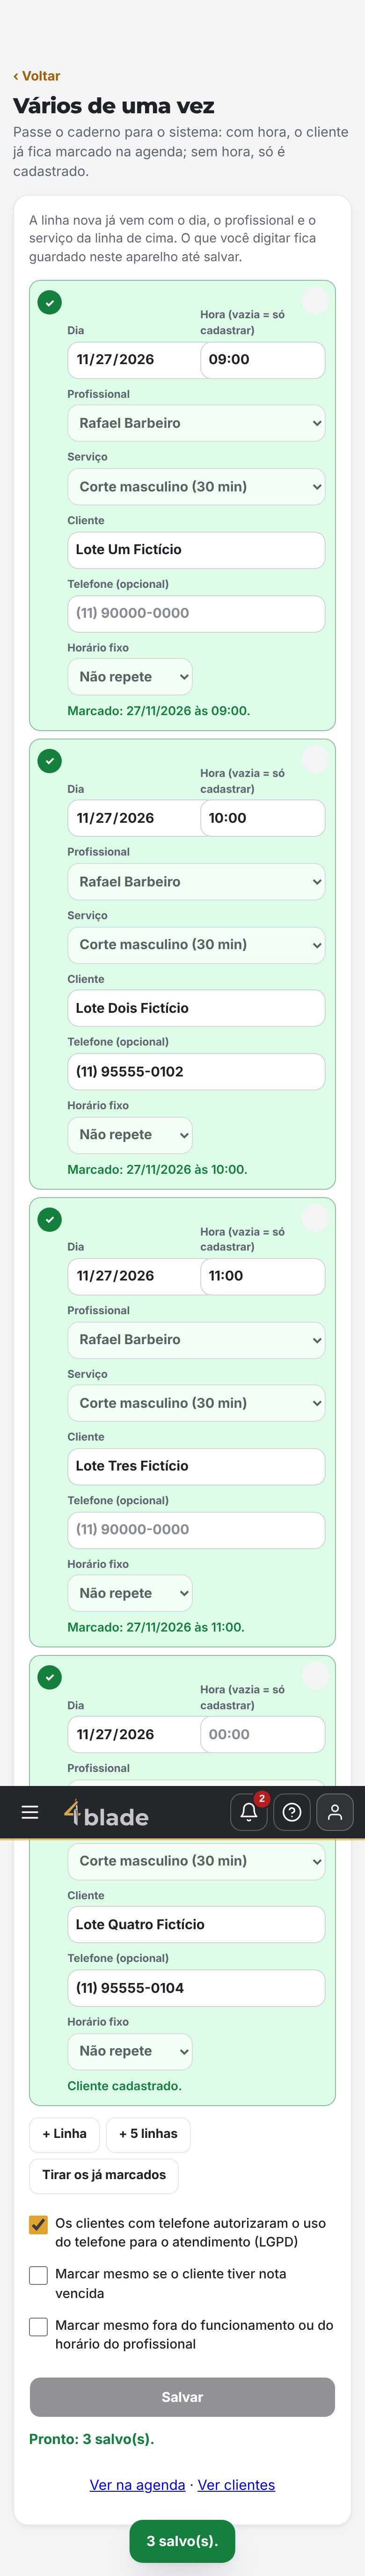 ‹ Voltar
Vários de uma vez
Passe o caderno para o sistema: com hora, o cliente
já fica marcado na agenda; sem hora, só é
cadastrado.
A linha nova já vem com o dia, o profissional e o
serviço da linha de cima. O que você digitar fica
guardado neste aparelho até salvar.
Dia
Hora (vazia = só
cadastrar)
11/27/2026
09:00
Profissional
Rafael Barbeiro
Serviço
Corte masculino (30 min)
Cliente
Lote Um Fictício
Telefone (opcional)
(11) 90000-0000
Horário fixo
Não repete
Marcado: 27/11/2026 às 09:00.
Dia
Hora (vazia = só
cadastrar)
11/27/2026
10:00
Profissional
Rafael Barbeiro
Serviço
Corte masculino (30 min)
Cliente
Lote Dois Fictício
Telefone (opcional)
(11) 95555-0102
Horário fixo
Não repete
Marcado: 27/11/2026 às 10:00.
Dia
Hora (vazia = só
cadastrar)
11/27/2026
11:00
Profissional
Rafael Barbeiro
Serviço
Corte masculino (30 min)
Cliente
Lote Tres Fictício
Telefone (opcional)
(11) 90000-0000
Horário fixo
Não repete
Marcado: 27/11/2026 às 11:00.
Dia
Hora (vazia = só
cadastrar)
11/27/2026
00:00
Profissional
4blade
2
Corte masculino (30 min)
Cliente
Lote Quatro Fictício
Telefone (opcional)
(11) 95555-0104
Horário fixo
Não repete
Cliente cadastrado.
+ Linha
+ 5 linhas
Tirar os já marcados
Os clientes com telefone autorizaram o uso
do telefone para o atendimento (LGPD)
Marcar mesmo se o cliente tiver nota
vencida
Marcar mesmo fora do funcionamento ou do
horário do profissional
Salvar
Pronto: 3 salvo(s).
Ver na agenda · Ver clientes
3 salvo(s).